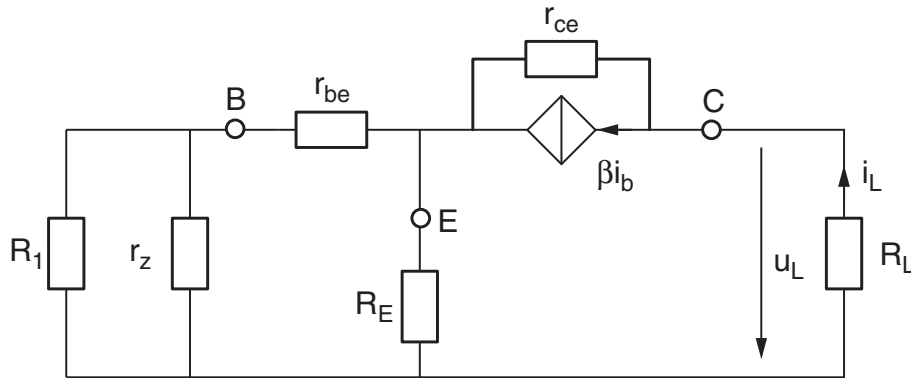 r_ce
r_be
B
C
βi_b
i_L
E
R_1
r_z
u_L
R_L
R_E